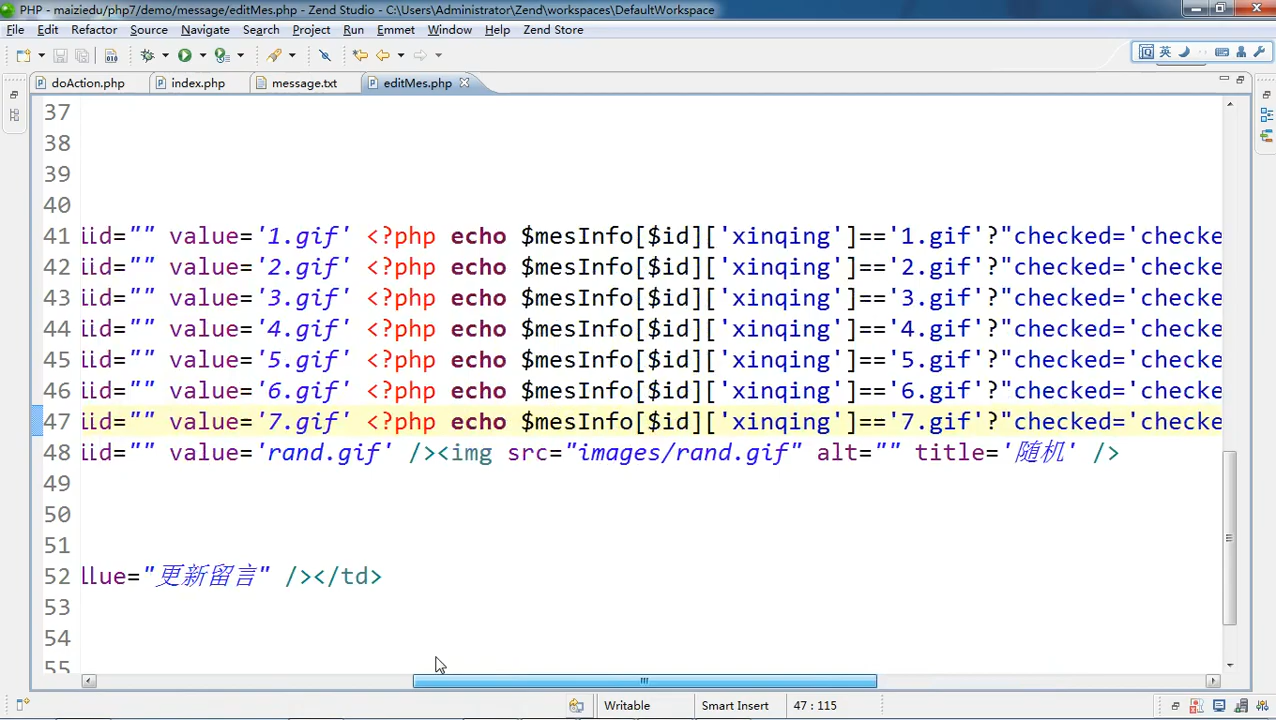 PHP - maiziedu/php7/demo/message/editMes.php - Zend Studio - C:\Users\Administrator\Zend\workspaces\DefaultWorkspace
File Edit Refactor Source Navigate Search Project Run Emmet Window Help Zend Store
英
doAction.php index.php message.txt editMes.php
37
38
39
40
41 iid="" value='1.gif' <?php echo $mesInfo[$id]['xinqing']=='1.gif'?"checked='checke
42 iid="" value='2.gif' <?php echo $mesInfo[$id]['xinqing']=='2.gif'?"checked='checke
43 iid="" value='3.gif' <?php echo $mesInfo[$id]['xinqing']=='3.gif'?"checked='checke
44 iid="" value='4.gif' <?php echo $mesInfo[$id]['xinqing']=='4.gif'?"checked='checke
45 iid="" value='5.gif' <?php echo $mesInfo[$id]['xinqing']=='5.gif'?"checked='checke
46 iid="" value='6.gif' <?php echo $mesInfo[$id]['xinqing']=='6.gif'?"checked='checke
47 iid="" value='7.gif' <?php echo $mesInfo[$id]['xinqing']=='7.gif'?"checked='checke
48 iid="" value='rand.gif' /><img src="images/rand.gif" alt="" title='随机' />
49
50
51
52 llue="更新留言" /></td>
53
54
55
Writable Smart Insert 47 : 115